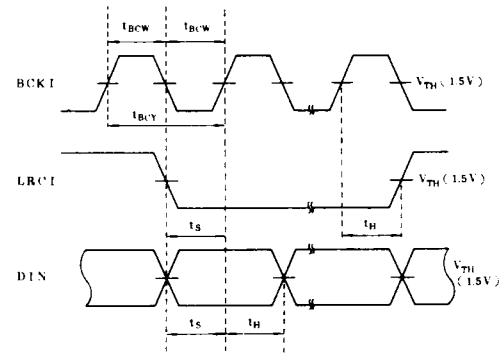 tBCW tBCW
BCKI
VTH (1.5V)
tBCY
LRCI
VTH (1.5V)
tS
tH
DIN
VTH (1.5V)
tS
tH